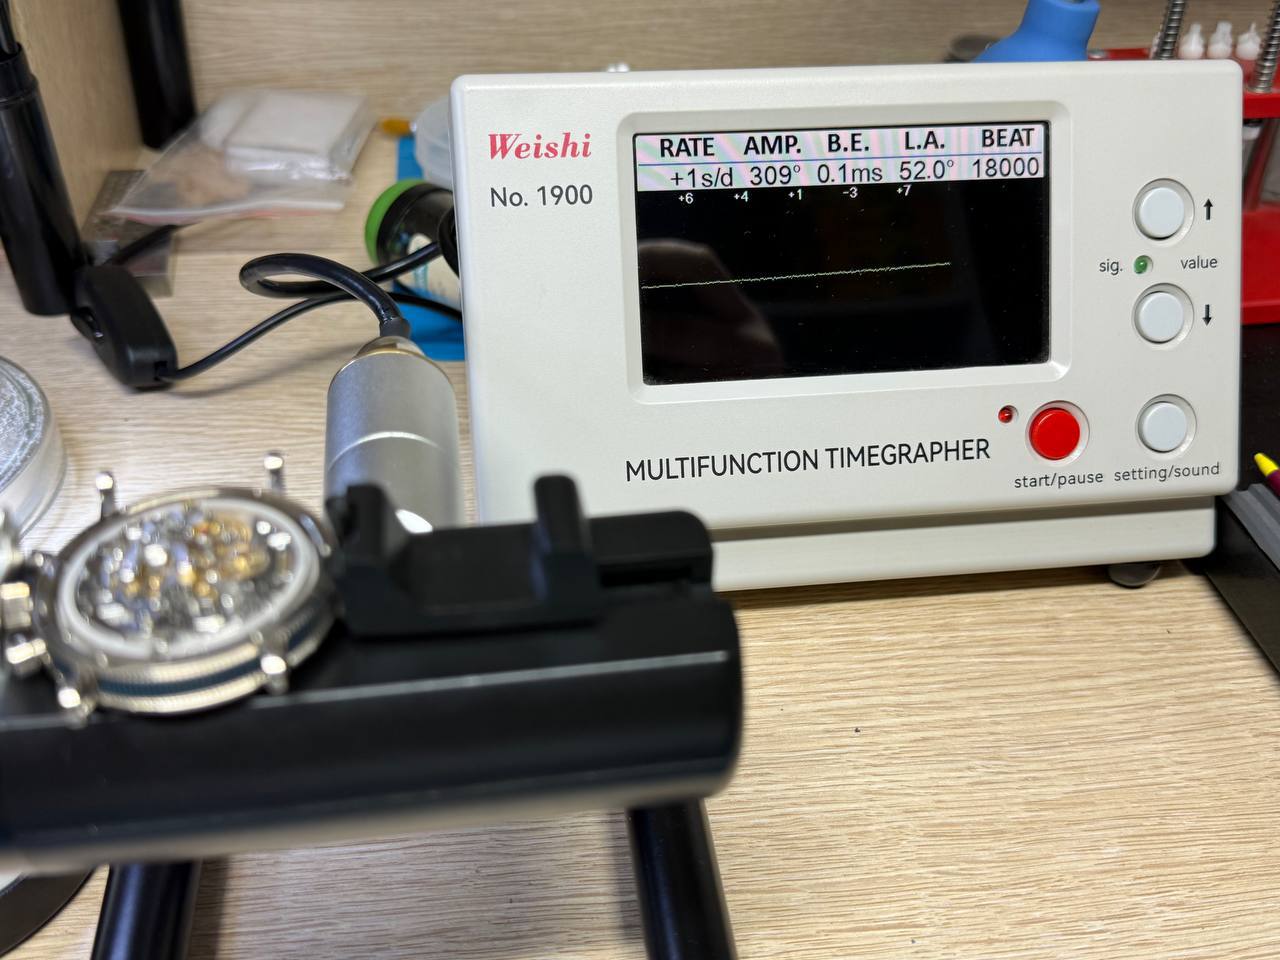 Weishi
No. 1900
RATE AMP. B.E. L.A. BEAT
+1s/d 309° 0.1ms 52.0° 18000
+6 +4 +1 -3 +7
↑
sig. value
↓
MULTIFUNCTION TIMEGRAPHER
start/pause setting/sound